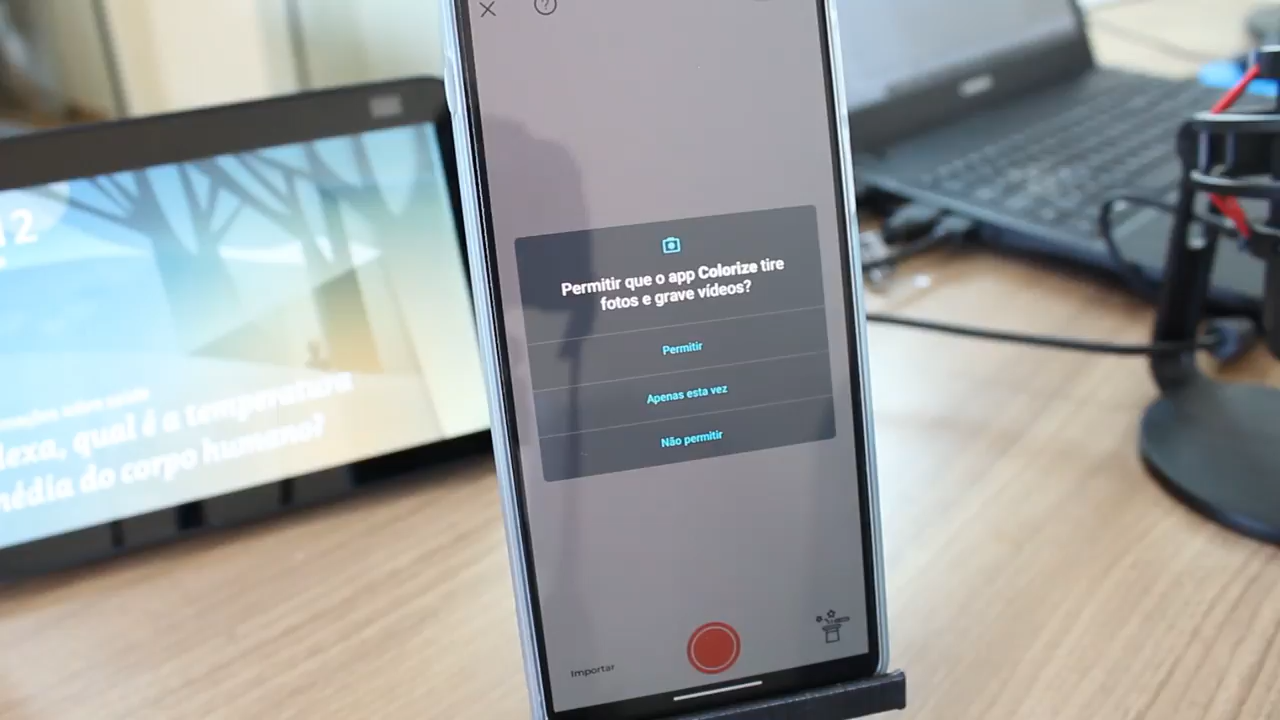 12
lexa, qual é a temperatura
média do corpo humano?
?
Permitir que o app Colorize tire
fotos e grave vídeos?
Permitir
Apenas esta vez
Não permitir
Importar